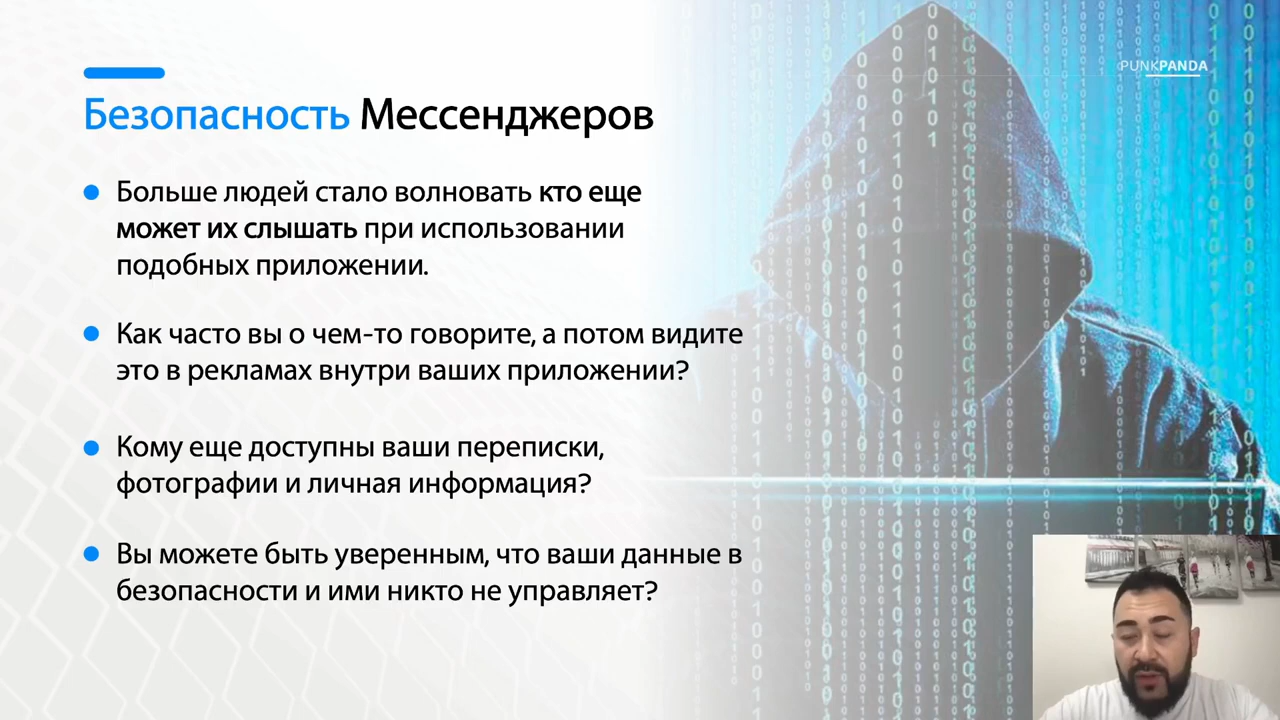 PUNKPANDA
Безопасность Мессенджеров
Больше людей стало волновать кто еще
может их слышать при использовании
подобных приложении.
Как часто вы о чем-то говорите, а потом видите
это в рекламах внутри ваших приложении?
Кому еще доступны ваши переписки,
фотографии и личная информация?
Вы можете быть уверенным, что ваши данные в
безопасности и ими никто не управляет?